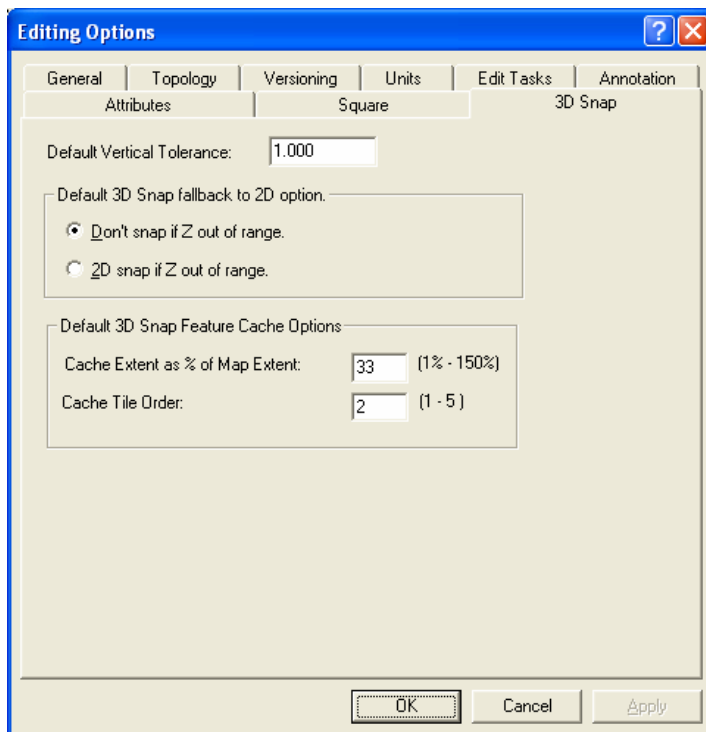 Editing Options
General Topology Versioning Units Edit Tasks Annotation
Attributes Square 3D Snap
Default Vertical Tolerance: 1.000
Default 3D Snap fallback to 2D option.
Don't snap if Z out of range.
2D snap if Z out of range.
Default 3D Snap Feature Cache Options
Cache Extent as % of Map Extent: 33 (1% - 150%)
Cache Tile Order: 2 (1 - 5 )
OK Cancel Apply